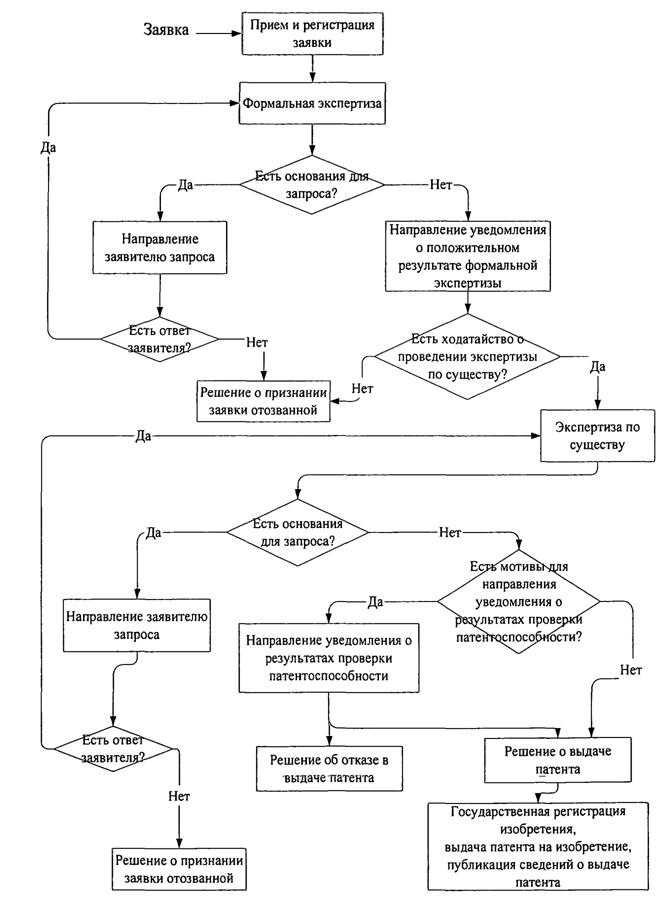 Заявка
Прием и регистрация
заявки
Формальная экспертиза
Да
Есть основания для
запроса?
Да
Нет
Направление
заявителю запроса
Направление уведомления
о положительном
результате формальной
экспертизы
Есть ответ
заявителя?
Нет
Есть ходатайство о
проведении экспертизы
по существу?
Да
Нет
Решение о признании
заявки отозванной
Экспертиза по
существу
Да
Есть основания
для запроса?
Да
Нет
Есть мотивы для
направления
уведомления о
результатах проверки
патентоспособности?
Да
Нет
Направление заявителю
запроса
Направление уведомления о
результатах проверки
патентоспособности
Есть ответ
заявителя?
Решение об отказе в
выдаче патента
Решение о выдаче
патента
Нет
Государственная регистрация
изобретения,
выдача патента на изобретение,
публикация сведений о выдаче
патента
Решение о признании
заявки отозванной